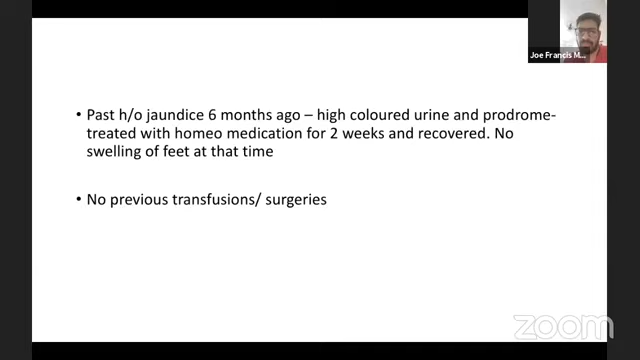 Joe Francis M...
• Past h/o jaundice 6 months ago – high coloured urine and prodrome-
treated with homeo medication for 2 weeks and recovered. No
swelling of feet at that time
• No previous transfusions/ surgeries
zoom